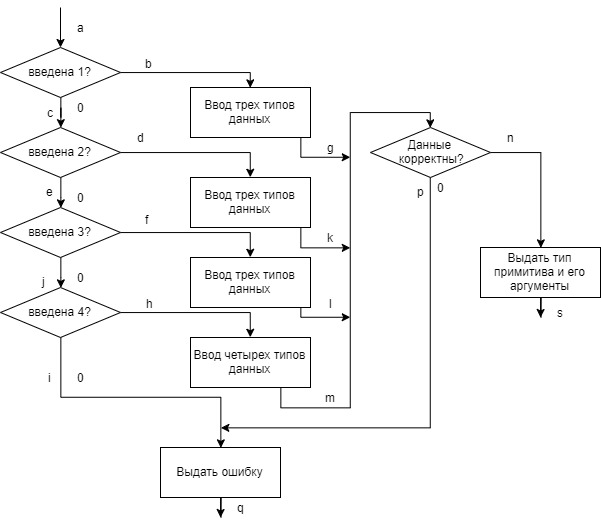 a
введена 1?
b
c
0
Ввод трех типов
данных
g
введена 2?
d
e
0
Ввод трех типов
данных
k
введена 3?
f
j
0
Ввод трех типов
данных
l
введена 4?
h
i
0
Ввод четырех типов
данных
m
Данные
корректны?
n
p
0
Выдать тип
примитива и его
аргументы
s
Выдать ошибку
q